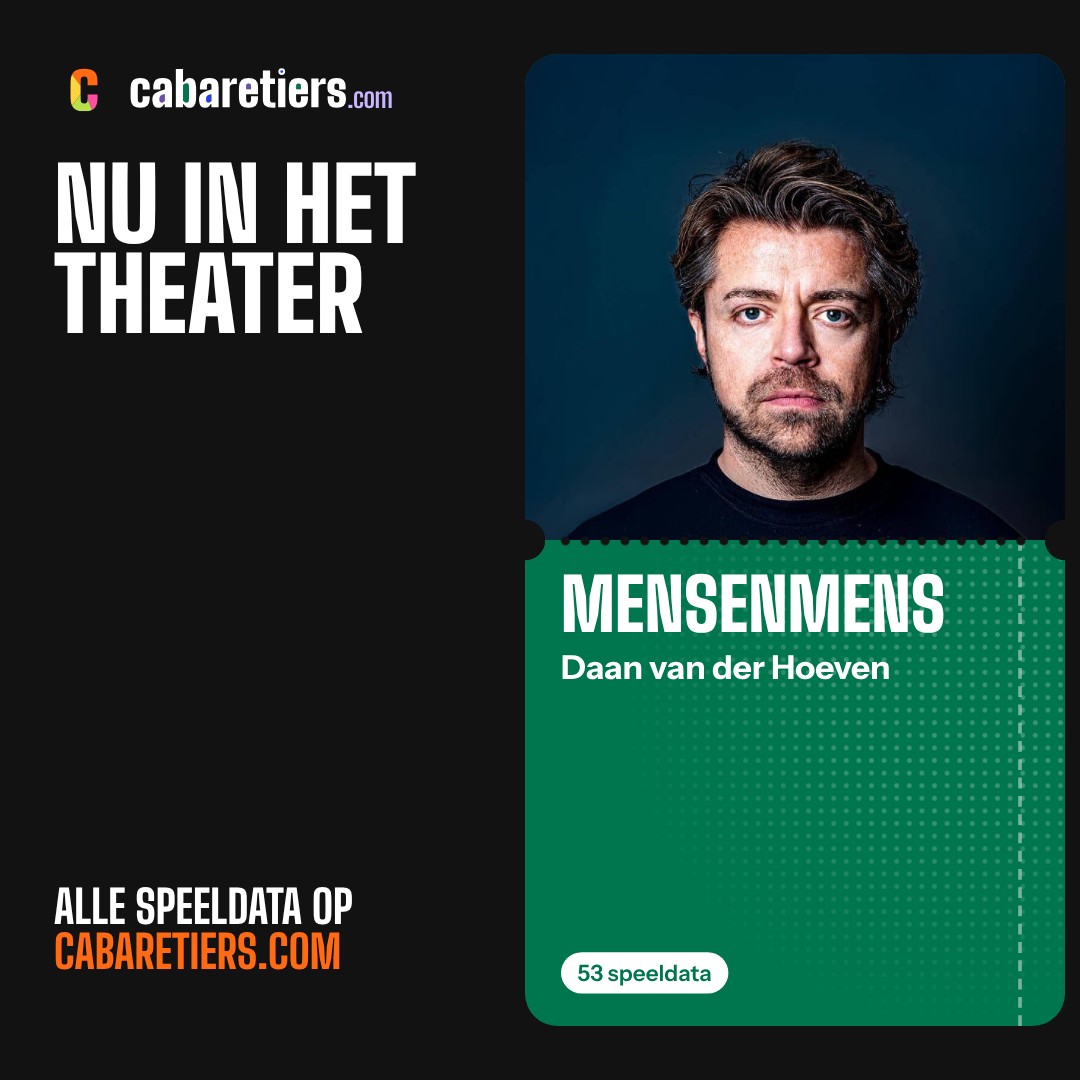 cabaretiers.com
NU IN HET
THEATER
MENSENMENS
Daan van der Hoeven
53 speeldata
ALLE SPEELDATA OP
CABARETIERS.COM